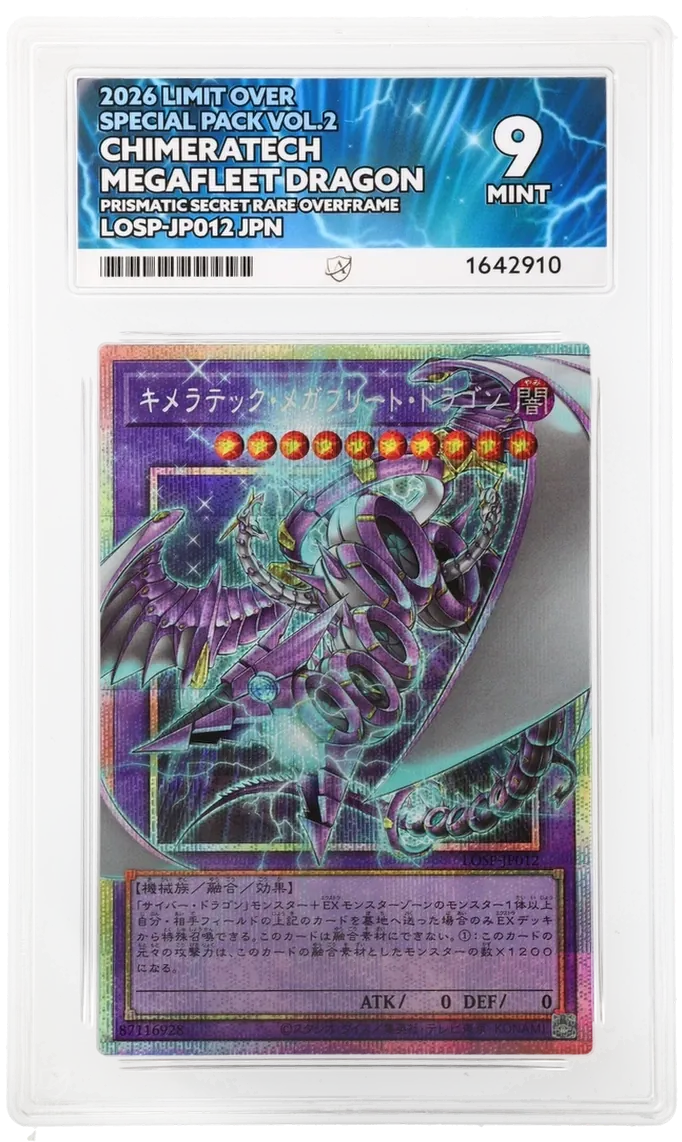 2026 LIMIT OVER
SPECIAL PACK VOL.2
CHIMERATECH
MEGAFLEET DRAGON
PRISMATIC SECRET RARE OVERFRAME
LOSP-JP012 JPN
9
MINT
1642910
キメラテック・メガフリート・ドラゴン
闇
LOSP-JP012
【機械族/融合/効果】
「サイバー・ドラゴン」モンスター+EXモンスターゾーンのモンスター1体以上
自分・相手フィールドの上記のカードを墓地へ送った場合のみEXデッキ
から特殊召喚できる。このカードは融合素材にできない。①:このカードの
元々の攻撃力は、このカードの融合素材としたモンスターの数×1200
になる。
ATK/ 0 DEF/ 0
87116928
KONAMI